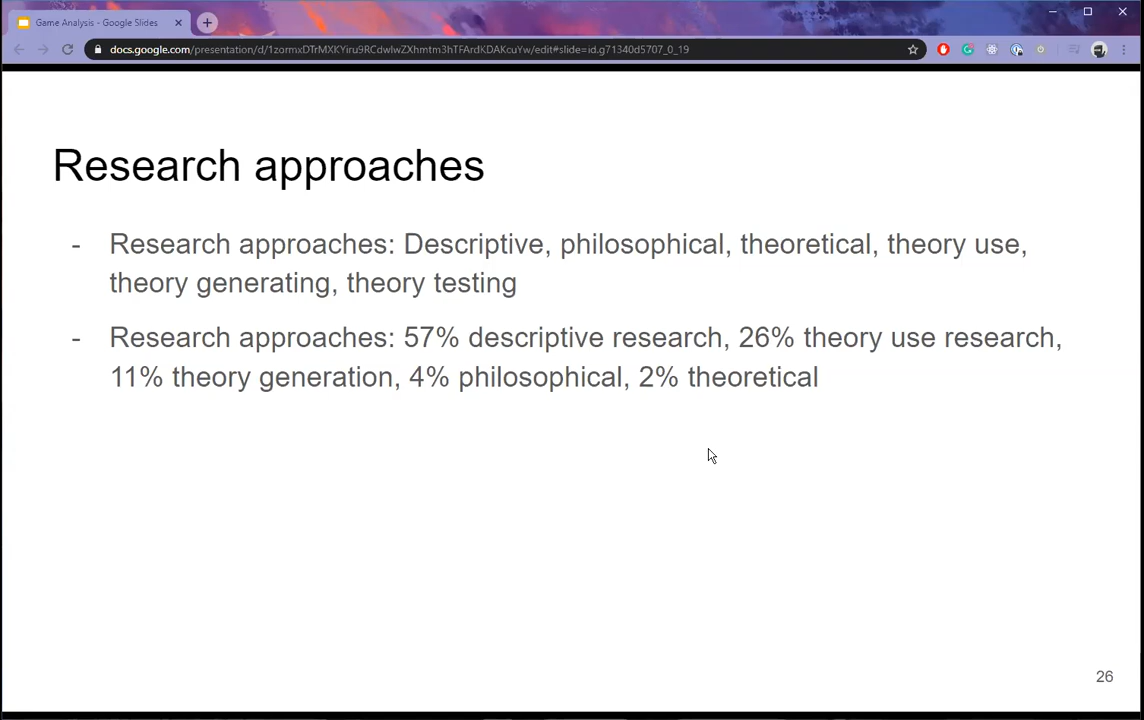 Game Analysis - Google Slides
docs.google.com/presentation/d/1zormxDTrMXKYiru9RCdwlwZXhmtm3hTFArdKDAKcuYw/edit#slide=id.g71340d5707_0_19
Research approaches
- Research approaches: Descriptive, philosophical, theoretical, theory use,
theory generating, theory testing
- Research approaches: 57% descriptive research, 26% theory use research,
11% theory generation, 4% philosophical, 2% theoretical
26